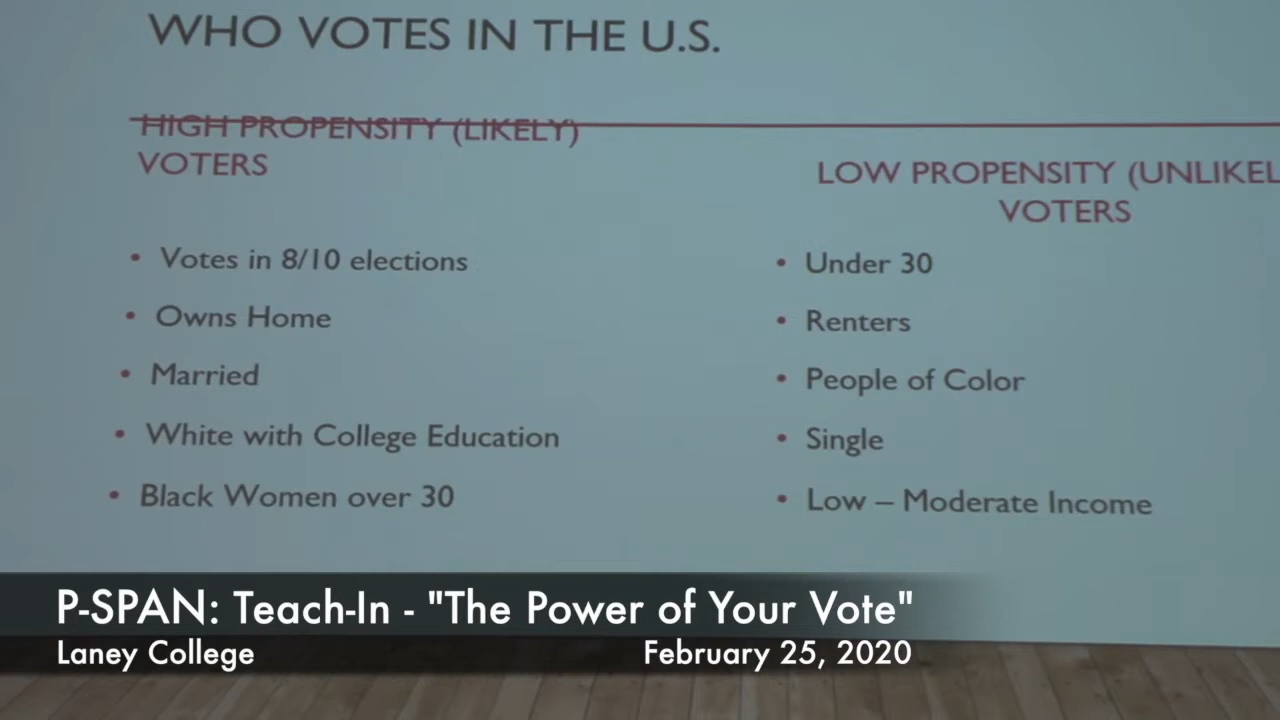 WHO VOTES IN THE U.S.
HIGH PROPENSITY (LIKELY)
VOTERS
• Votes in 8/10 elections
• Owns Home
• Married
• White with College Education
• Black Women over 30
LOW PROPENSITY (UNLIKEL
VOTERS
• Under 30
• Renters
• People of Color
• Single
• Low – Moderate Income
P-SPAN: Teach-In - "The Power of Your Vote"
Laney College
February 25, 2020